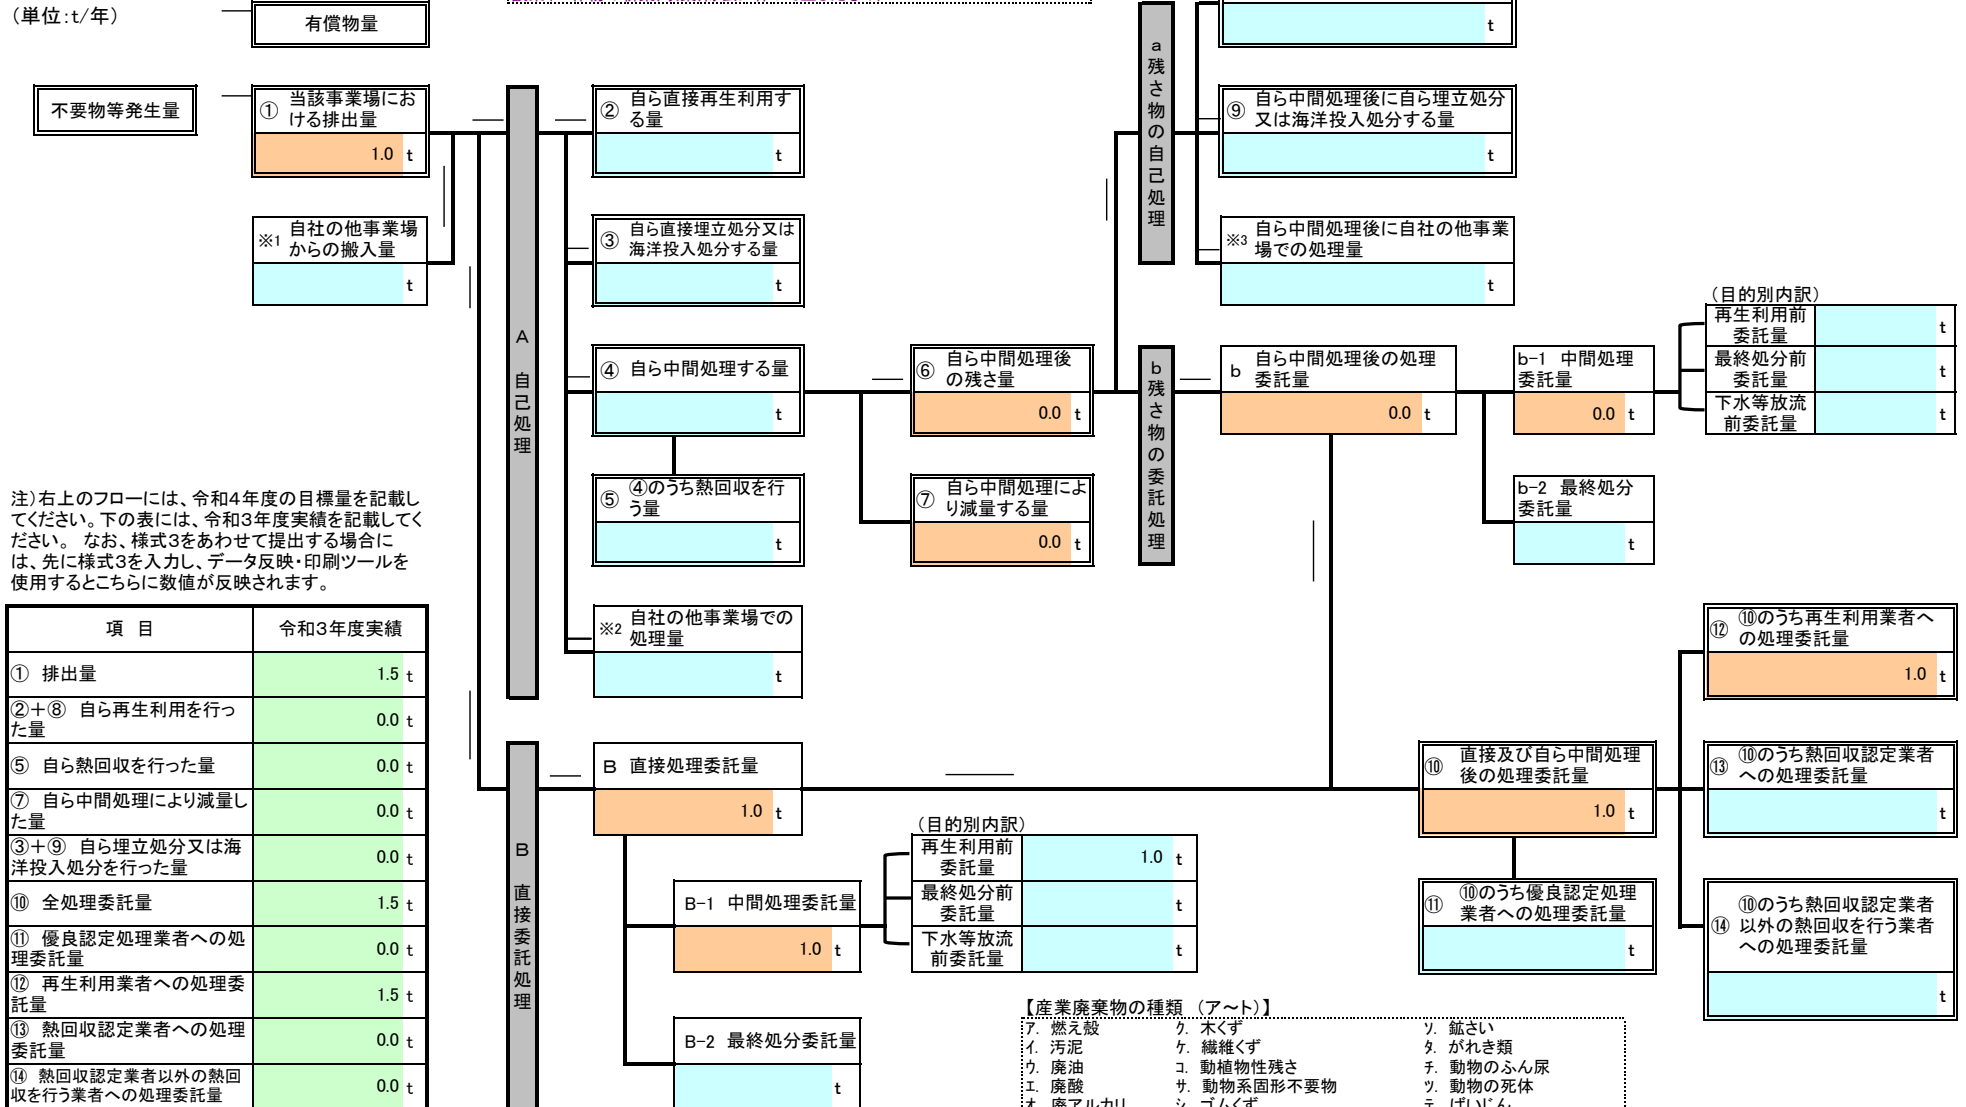 （単位:ｔ/年）
有償物量
t
不要物等発生量
① 当該事業場にお
ける排出量
1.0 t
※1 自社の他事業場
からの搬入量
t
A 自己処理
② 自ら直接再生利用す
る量
t
③ 自ら直接埋立処分又は
海洋投入処分する量
t
④ 自ら中間処理する量
t
⑤ ④のうち熱回収を行
う量
t
※2 自社の他事業場での
処理量
t
⑥ 自ら中間処理後
の残さ量
0.0 t
⑦ 自ら中間処理によ
り減量する量
0.0 t
a 残さ物の自己処理
⑨ 自ら中間処理後に自ら埋立処分
又は海洋投入処分する量
t
※3 自ら中間処理後に自社の他事業
場での処理量
t
b 残さ物の委託処理
b 自ら中間処理後の処理
委託量
0.0 t
b-1 中間処理
委託量
0.0 t
b-2 最終処分
委託量
t
（目的別内訳）
再生利用前
委託量
t
最終処分前
委託量
t
下水等放流
前委託量
t
注）右上のフローには、令和４年度の目標量を記載し
てください。下の表には、令和３年度実績を記載してく
ださい。 なお、様式３をあわせて提出する場合に
は、先に様式３を入力し、データ反映・印刷ツールを
使用するとこちらに数値が反映されます。
項 目 令和３年度実績
① 排出量 1.5 t
②＋⑧ 自ら再生利用を行っ
た量 0.0 t
⑤ 自ら熱回収を行った量 0.0 t
⑦ 自ら中間処理により減量し
た量 0.0 t
③＋⑨ 自ら埋立処分又は海
洋投入処分を行った量 0.0 t
⑩ 全処理委託量 1.5 t
⑪ 優良認定処理業者への処
理委託量 0.0 t
⑫ 再生利用業者への処理委
託量 1.5 t
⑬ 熱回収認定業者への処理
委託量 0.0 t
⑭ 熱回収認定業者以外の熱回
収を行う業者への処理委託量 0.0 t
B 直接委託処理
B 直接処理委託量
1.0 t
B-1 中間処理委託量
1.0 t
B-2 最終処分委託量
t
（目的別内訳）
再生利用前
委託量
1.0 t
最終処分前
委託量
t
下水等放流
前委託量
t
⑩ 直接及び自ら中間処理
後の処理委託量
1.0 t
⑪ ⑩のうち優良認定処理
業者への処理委託量
t
⑫ ⑩のうち再生利用業者へ
の処理委託量
1.0 t
⑬ ⑩のうち熱回収認定業者
への処理委託量
t
⑭ ⑩のうち熱回収認定業者
以外の熱回収を行う業者
への処理委託量
t
【産業廃棄物の種類 （ア～ト）】
ｱ. 燃え殻 ｸ. 木くず ｿ. 鉱さい
ｲ. 汚泥 ｹ. 繊維くず ﾀ. がれき類
ｳ. 廃油 ｺ. 動植物性残さ ﾁ. 動物のふん尿
ｴ. 廃酸 ｻ. 動物系固形不要物 ﾂ. 動物の死体
ｵ. 廃アルカリ ｼ. ゴムくず ﾃ. ばいじん